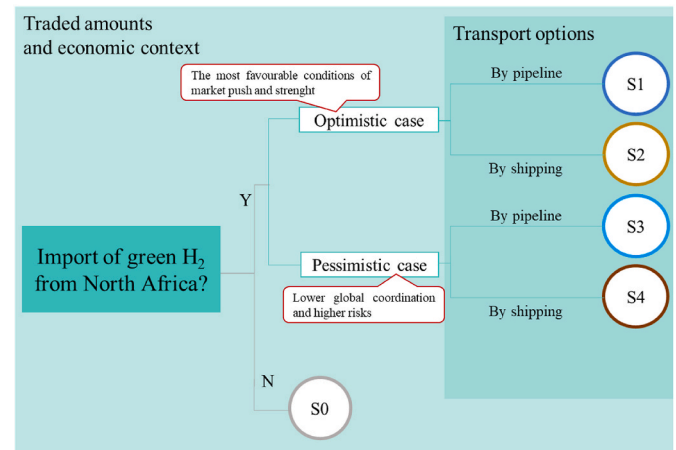 Traded amounts
and economic context
Transport options
The most favourable conditions of
market push and strenght
By pipeline
S1
Optimistic case
S2
By shipping
Y
By pipeline
S3
Import of green H₂
from North Africa?
Pessimistic case
Lower global coordination
and higher risks
S4
By shipping
N
S0